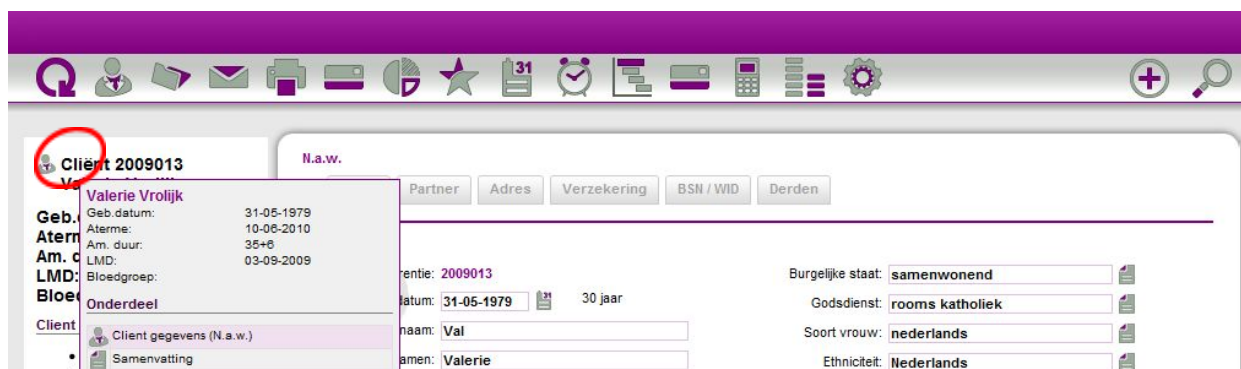 31
Cliënt 2009013
Valerie Vrolijk
Geb.datum: 31-05-1979
Aterme: 10-06-2010
Am. duur: 35+6
LMD: 03-09-2009
Bloedgroep:
Onderdeel
Client gegevens (N.a.w.)
Samenvatting
Geb.
Aterm
Am. d
LMD:
Bloed
Client
N.a.w.
Partner Adres Verzekering BSN / WID Derden
rentie: 2009013
datum: 31-05-1979 31 30 jaar
naam: Val
amen: Valerie
Burgelijke staat: samenwonend
Godsdienst: rooms katholiek
Soort vrouw: nederlands
Ethniciteit: Nederlands